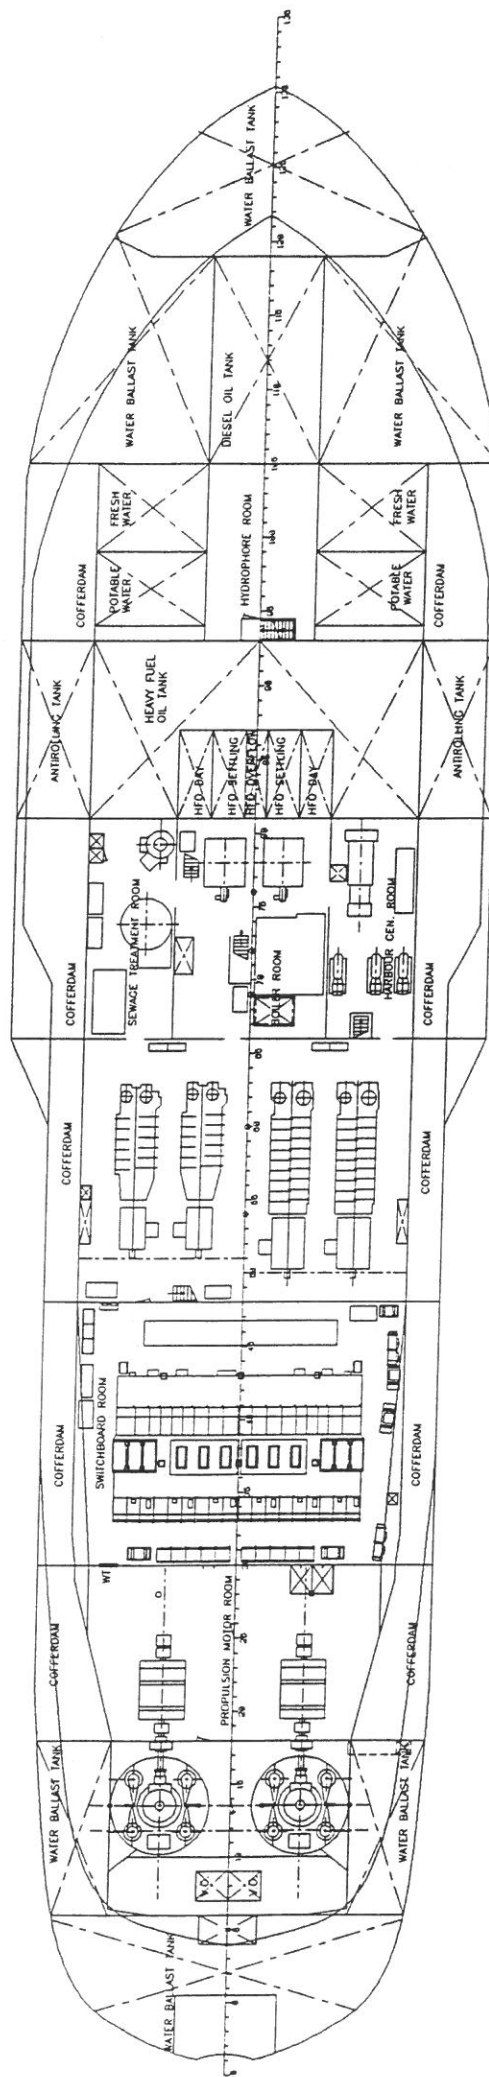 WATER BALLAST TANK
WATER BALLAST TANK
DIESEL OIL TANK
WATER BALLAST TANK
FRESH
WATER
FRESH
WATER
HYDROPHORE ROOM
COFFERDAM
POTABLE
WATER
POTABLE
WATER
COFFERDAM
ANTIROLLING TANK
HEAVY FUEL
OIL TANK
ANTIROLLING TANK
HFO DAY
HFO SETTLING
HFO OVERFLOW
HFO SETTLING
HFO DAY
COFFERDAM
SEWAGE TREATMENT ROOM
BOILER ROOM
HARBOUR GEN. ROOM
COFFERDAM
COFFERDAM
COFFERDAM
COFFERDAM
SWITCHBOARD ROOM
COFFERDAM
WT
COFFERDAM
PROPULSION MOTOR ROOM
COFFERDAM
WATER BALLAST TANK
WATER BALLAST TANK
V.O.
V.O.
WATER BALLAST TANK